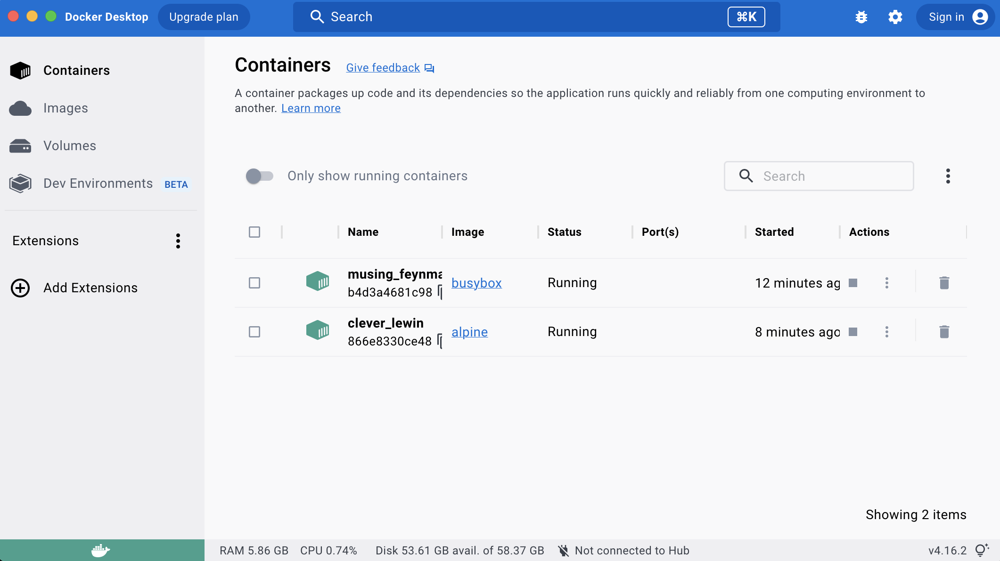 Docker Desktop
Upgrade plan
Search
⌘K
Sign in
Containers
Images
Volumes
Dev Environments BETA
Extensions
Add Extensions
Containers
Give feedback
A container packages up code and its dependencies so the application runs quickly and reliably from one computing environment to
another. Learn more
Only show running containers
Search
Name Image Status Port(s) Started Actions
musing_feynma
b4d3a4681c98
busybox Running 12 minutes ag
clever_lewin
866e8330ce48
alpine Running 8 minutes ago
Showing 2 items
RAM 5.86 GB CPU 0.74% Disk 53.61 GB avail. of 58.37 GB Not connected to Hub v4.16.2